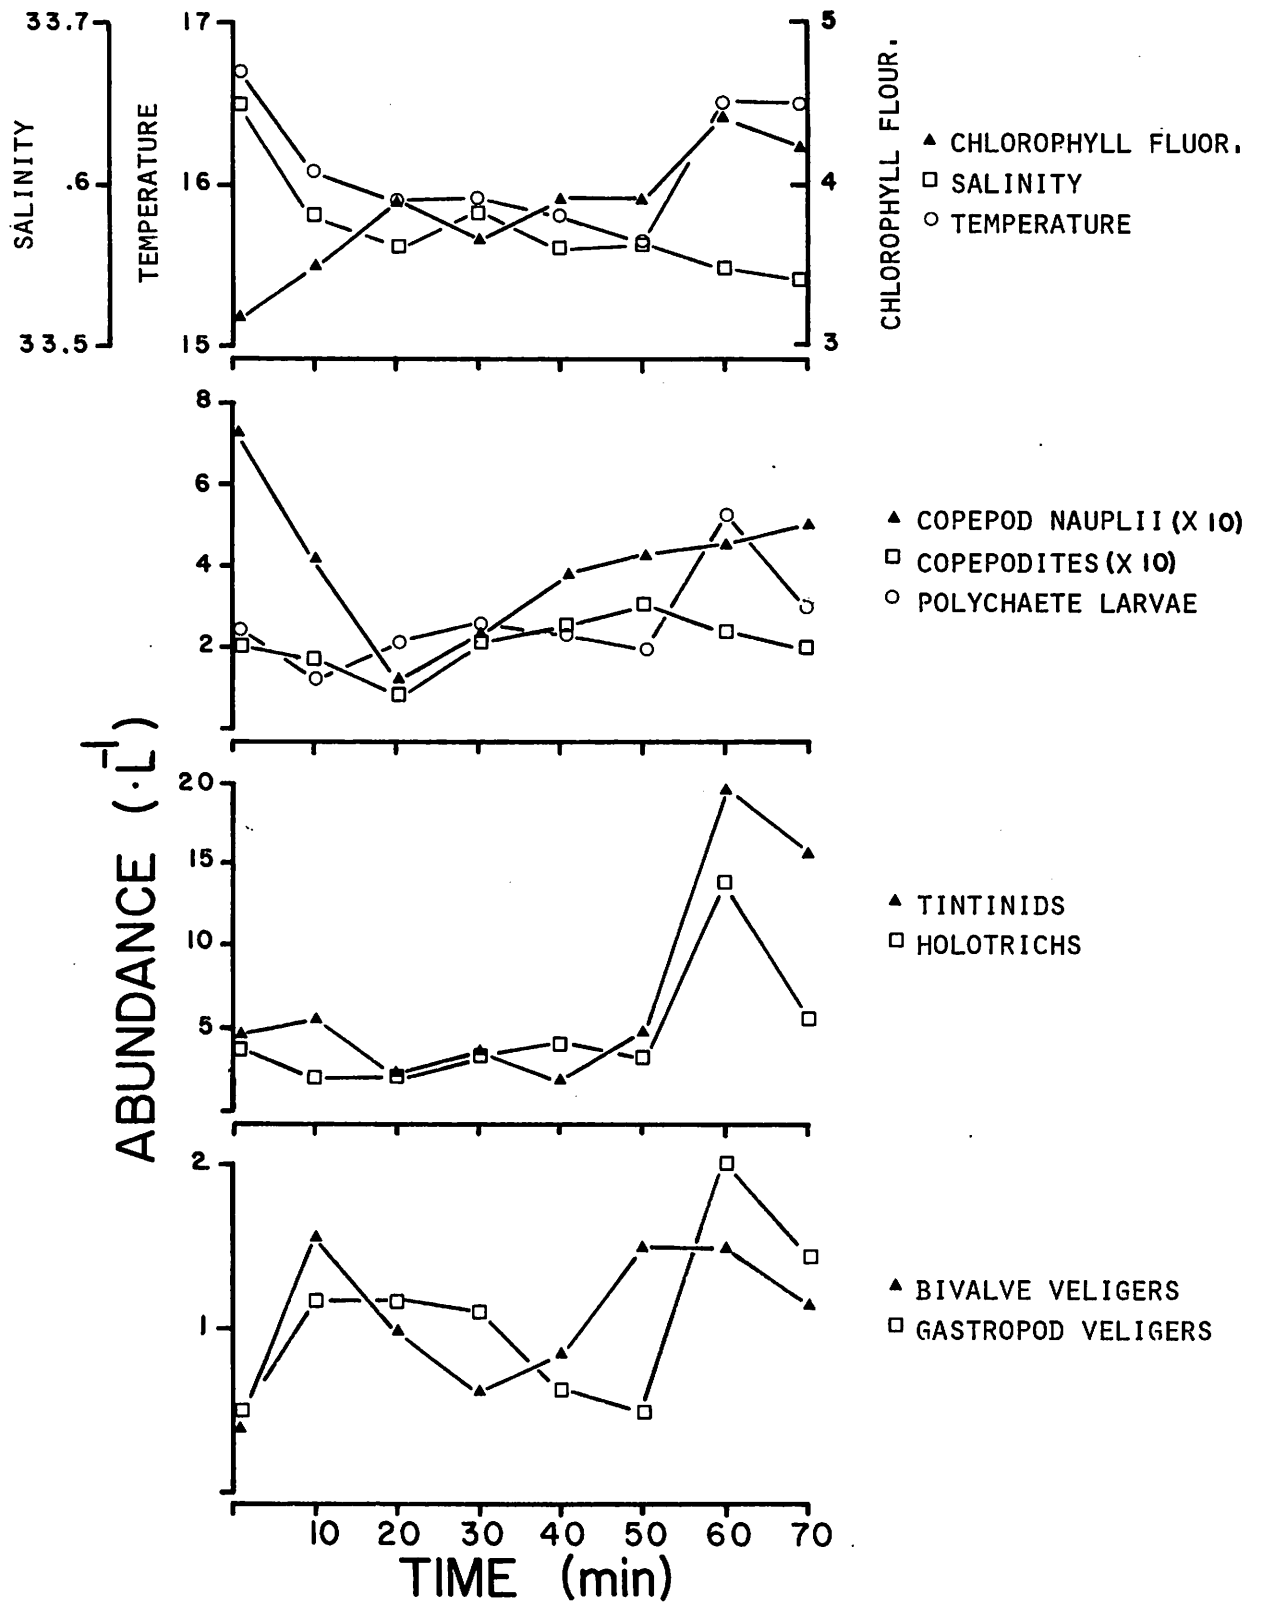 33.7
.6
33.5
SALINITY
17
16
15
TEMPERATURE
5
4
3
CHLOROPHYLL FLOUR.
CHLOROPHYLL FLUOR.
SALINITY
TEMPERATURE
8
6
4
2
COPEPOD NAUPLII (X 10)
COPEPODITES (X 10)
POLYCHAETE LARVAE
ABUNDANCE (·L⁻¹)
20
15
10
5
TINTINIDS
HOLOTRICHS
2
1
BIVALVE VELIGERS
GASTROPOD VELIGERS
10 20 30 40 50 60 70
TIME (min)